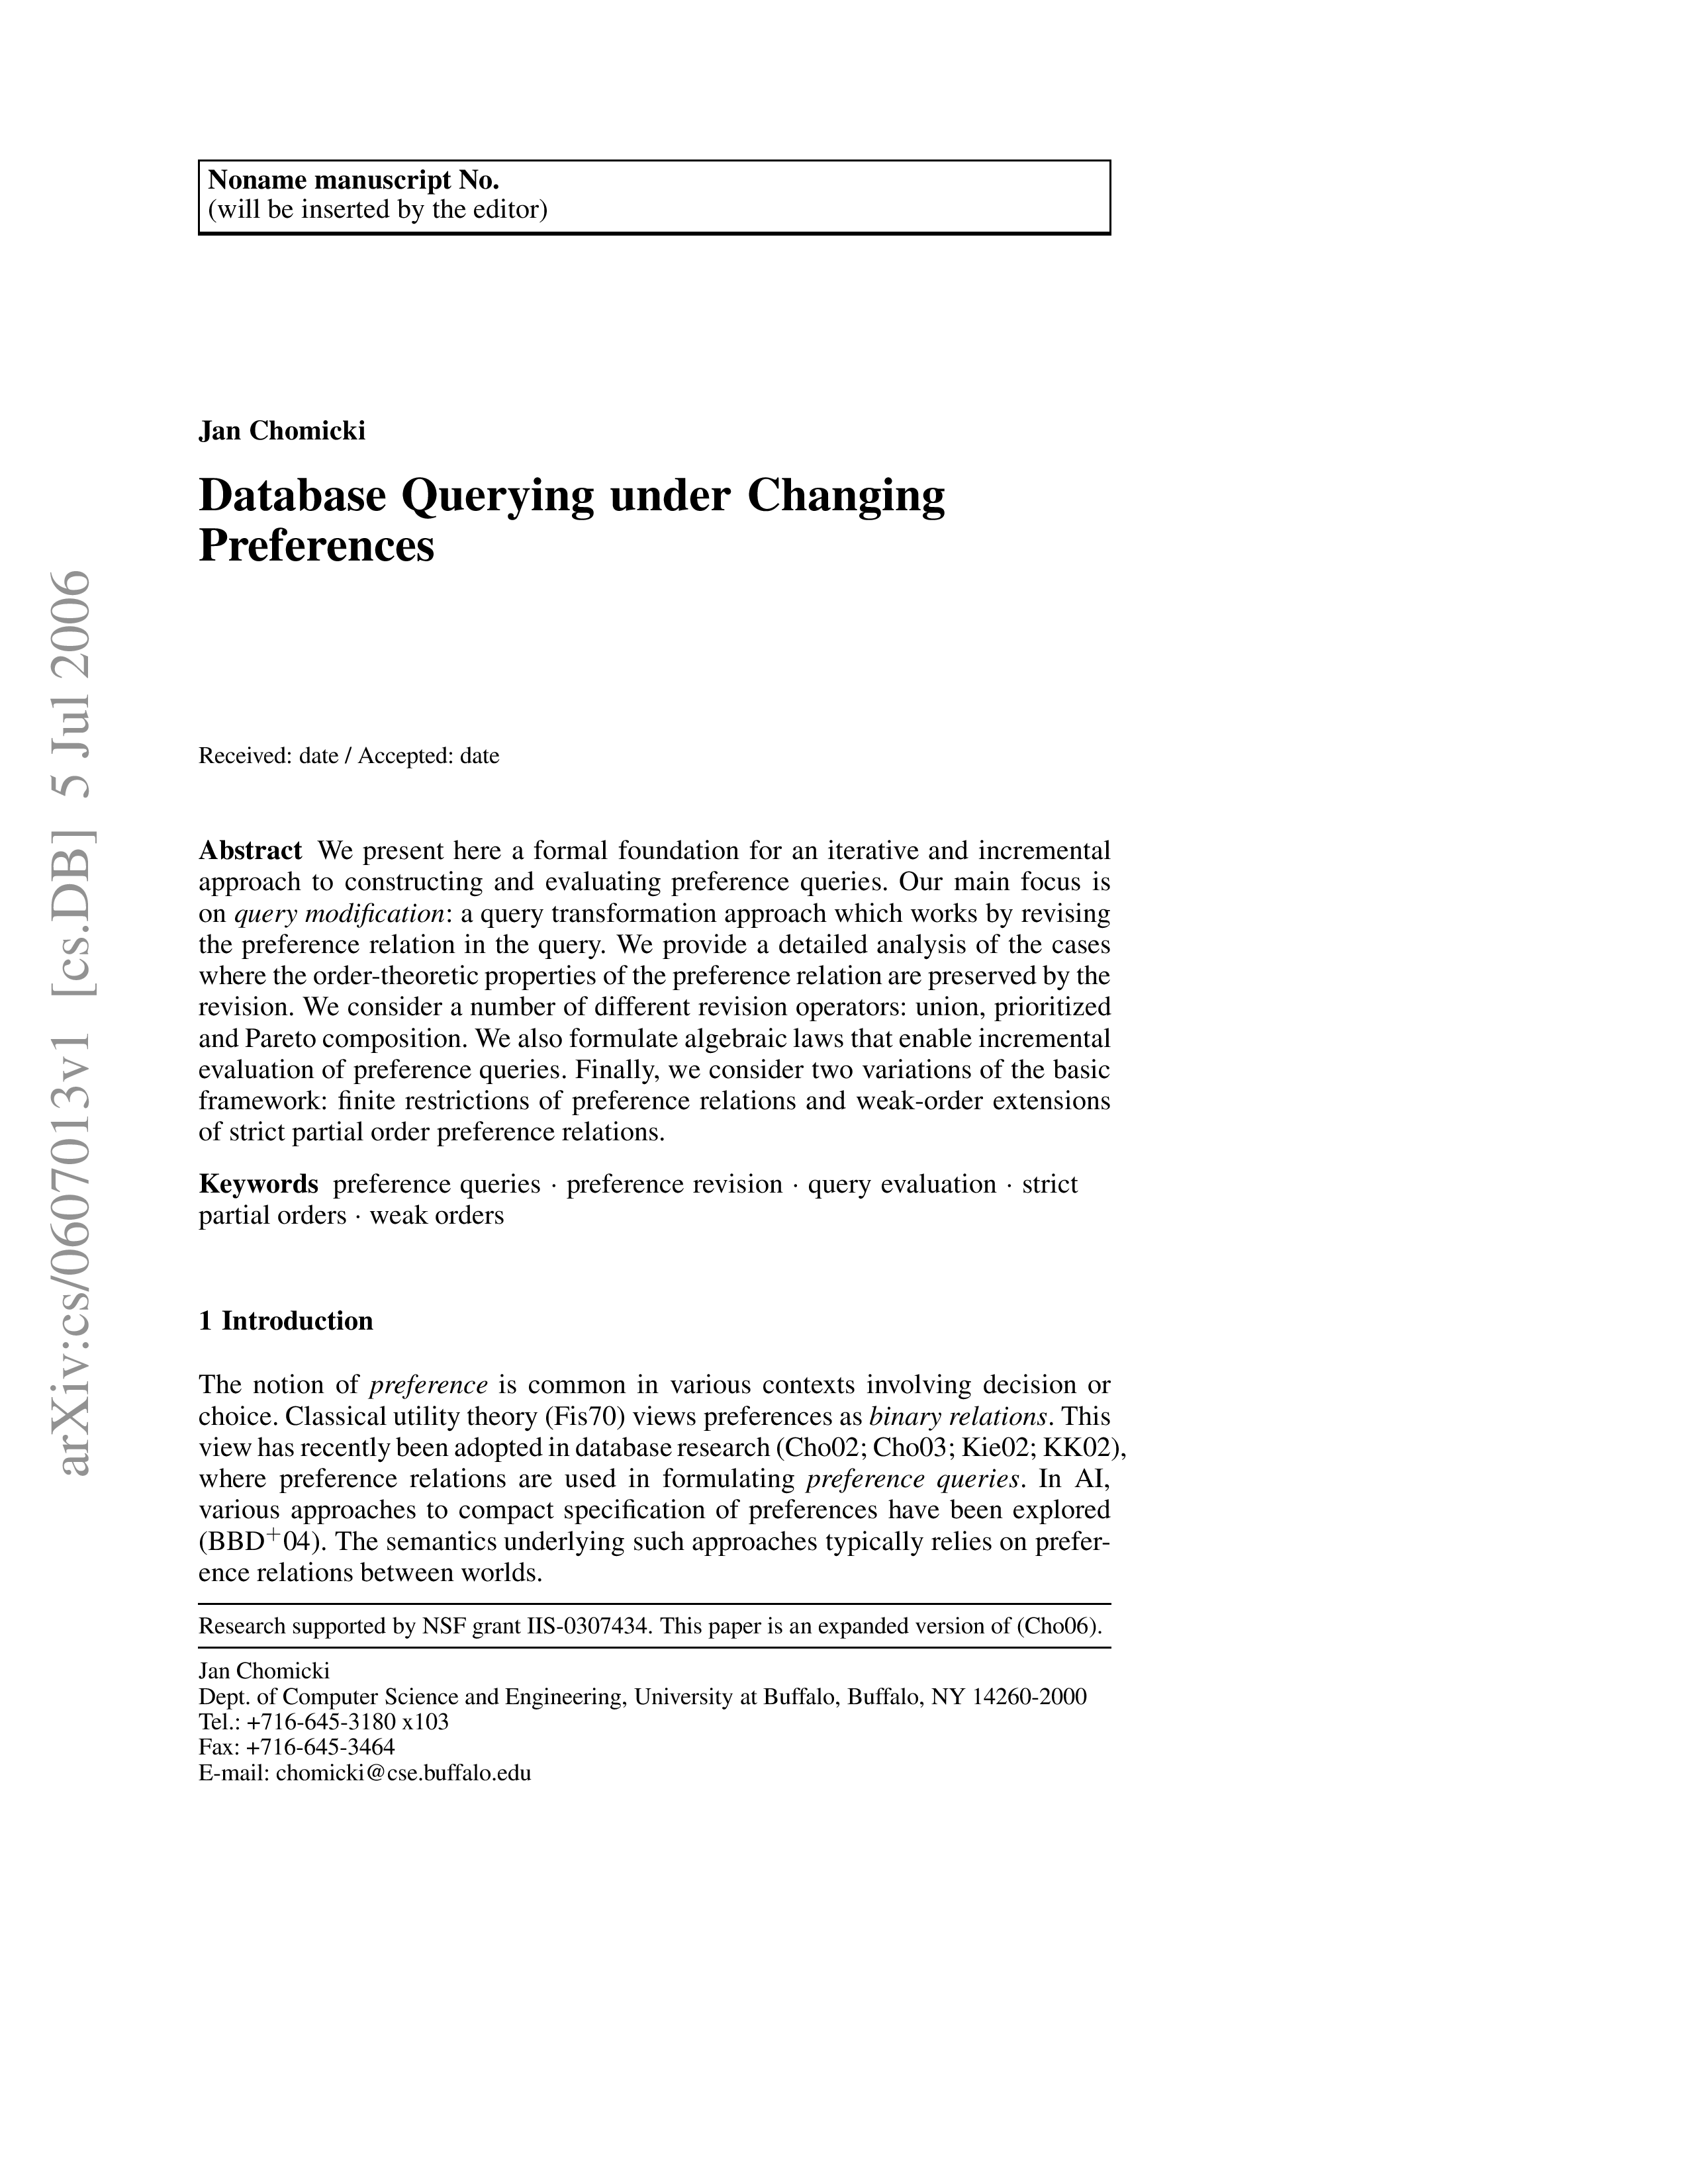 Noname manuscript No.
(will be inserted by the editor)
Jan Chomicki
Database Querying under Changing
Preferences
Received: date / Accepted: date
Abstract We present here a formal foundation for an iterative and incremental
approach to constructing and evaluating preference queries. Our main focus is
on query modification: a query transformation approach which works by revising
the preference relation in the query. We provide a detailed analysis of the cases
where the order-theoretic properties of the preference relation are preserved by the
revision. We consider a number of different revision operators: union, prioritized
and Pareto composition. We also formulate algebraic laws that enable incremental
evaluation of preference queries. Finally, we consider two variations of the basic
framework: finite restrictions of preference relations and weak-order extensions
of strict partial order preference relations.
Keywords preference queries · preference revision · query evaluation · strict
partial orders · weak orders
1 Introduction
The notion of preference is common in various contexts involving decision or
choice. Classical utility theory (Fis70) views preferences as binary relations. This
view has recently been adopted in database research (Cho02; Cho03; Kie02; KK02),
where preference relations are used in formulating preference queries. In AI,
various approaches to compact specification of preferences have been explored
(BBD+04). The semantics underlying such approaches typically relies on prefer-
ence relations between worlds.
Research supported by NSF grant IIS-0307434. This paper is an expanded version of (Cho06).
Jan Chomicki
Dept. of Computer Science and Engineering, University at Buffalo, Buffalo, NY 14260-2000
Tel.: +716-645-3180 x103
Fax: +716-645-3464
E-mail: chomicki@cse.buffalo.edu
arXiv:cs/0607013v1 [cs.DB] 5 Jul 2006